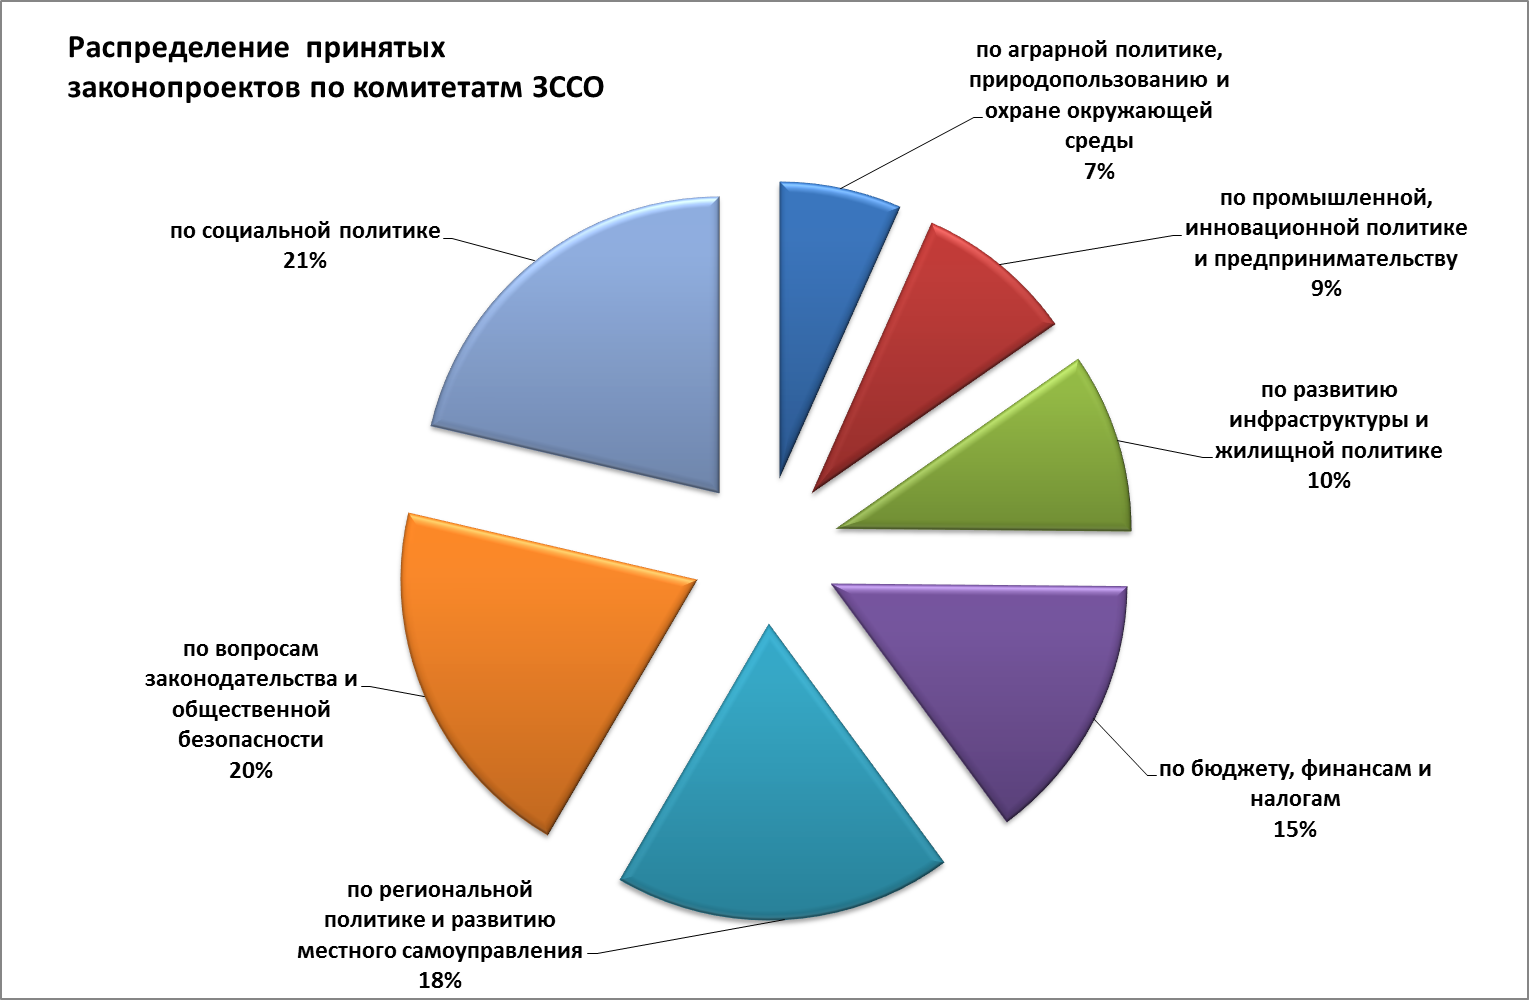 Распределение принятых
законопроектов по комитетатм ЗССО
по аграрной политике,
природопользованию и
охране окружающей
среды
7%
по промышленной,
инновационной политике
и предпринимательству
9%
по развитию
инфраструктуры и
жилищной политике
10%
по бюджету, финансам и
налогам
15%
по региональной
политике и развитию
местного самоуправления
18%
по вопросам
законодательства и
общественной
безопасности
20%
по социальной политике
21%